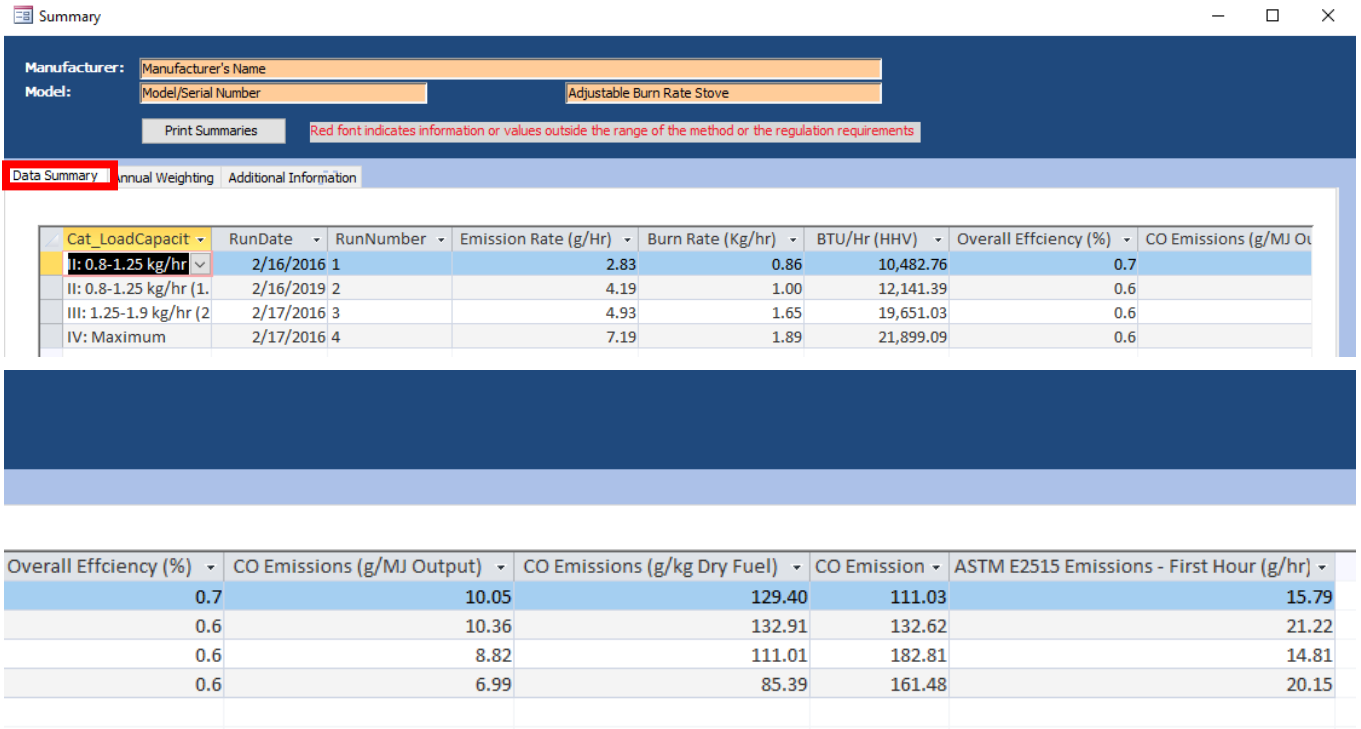 Summary
Manufacturer: Manufacturer's Name
Model: Model/Serial Number Adjustable Burn Rate Stove
Print Summaries Red font indicates information or values outside the range of the method or the regulation requirements
Data Summary nnual Weighting Additional Information
Cat_LoadCapacit RunDate RunNumber Emission Rate (g/Hr) Burn Rate (Kg/hr) BTU/Hr (HHV) Overall Effciency (%) CO Emissions (g/MJ Ou
II: 0.8-1.25 kg/hr 2/16/2016 1 2.83 0.86 10,482.76 0.7
II: 0.8-1.25 kg/hr (1. 2/16/2019 2 4.19 1.00 12,141.39 0.6
III: 1.25-1.9 kg/hr (2 2/17/2016 3 4.93 1.65 19,651.03 0.6
IV: Maximum 2/17/2016 4 7.19 1.89 21,899.09 0.6
Overall Effciency (%) CO Emissions (g/MJ Output) CO Emissions (g/kg Dry Fuel) CO Emission ASTM E2515 Emissions - First Hour (g/hr)
0.7 10.05 129.40 111.03 15.79
0.6 10.36 132.91 132.62 21.22
0.6 8.82 111.01 182.81 14.81
0.6 6.99 85.39 161.48 20.15